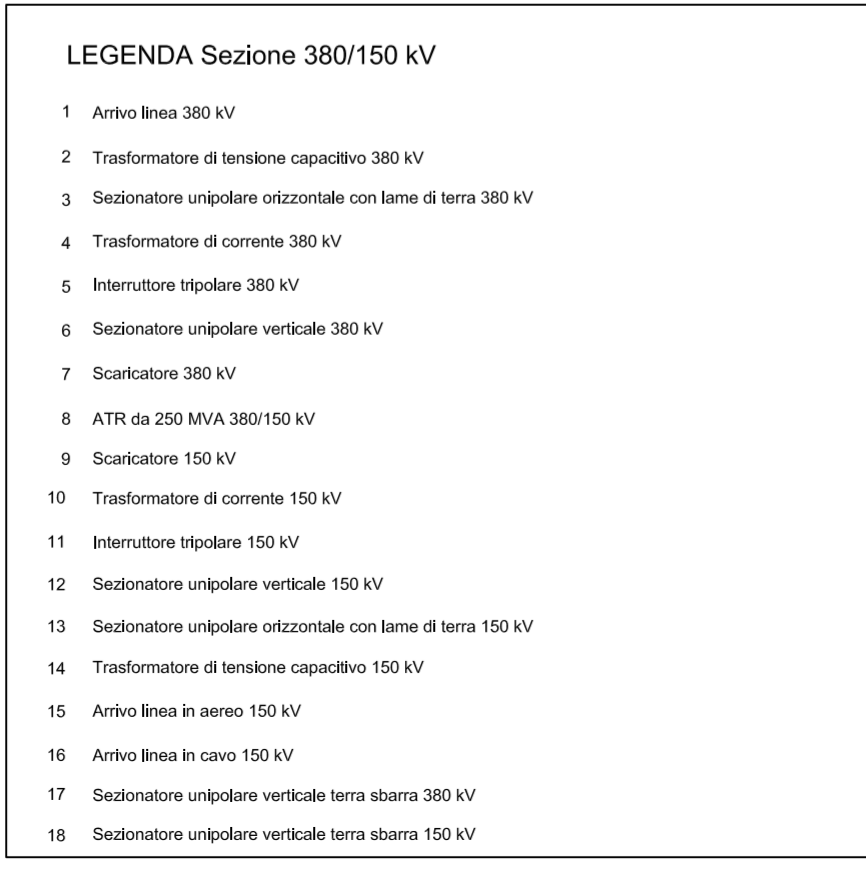 LEGENDA Sezione 380/150 kV
1 Arrivo linea 380 kV
2 Trasformatore di tensione capacitivo 380 kV
3 Sezionatore unipolare orizzontale con lame di terra 380 kV
4 Trasformatore di corrente 380 kV
5 Interruttore tripolare 380 kV
6 Sezionatore unipolare verticale 380 kV
7 Scaricatore 380 kV
8 ATR da 250 MVA 380/150 kV
9 Scaricatore 150 kV
10 Trasformatore di corrente 150 kV
11 Interruttore tripolare 150 kV
12 Sezionatore unipolare verticale 150 kV
13 Sezionatore unipolare orizzontale con lame di terra 150 kV
14 Trasformatore di tensione capacitivo 150 kV
15 Arrivo linea in aereo 150 kV
16 Arrivo linea in cavo 150 kV
17 Sezionatore unipolare verticale terra sbarra 380 kV
18 Sezionatore unipolare verticale terra sbarra 150 kV